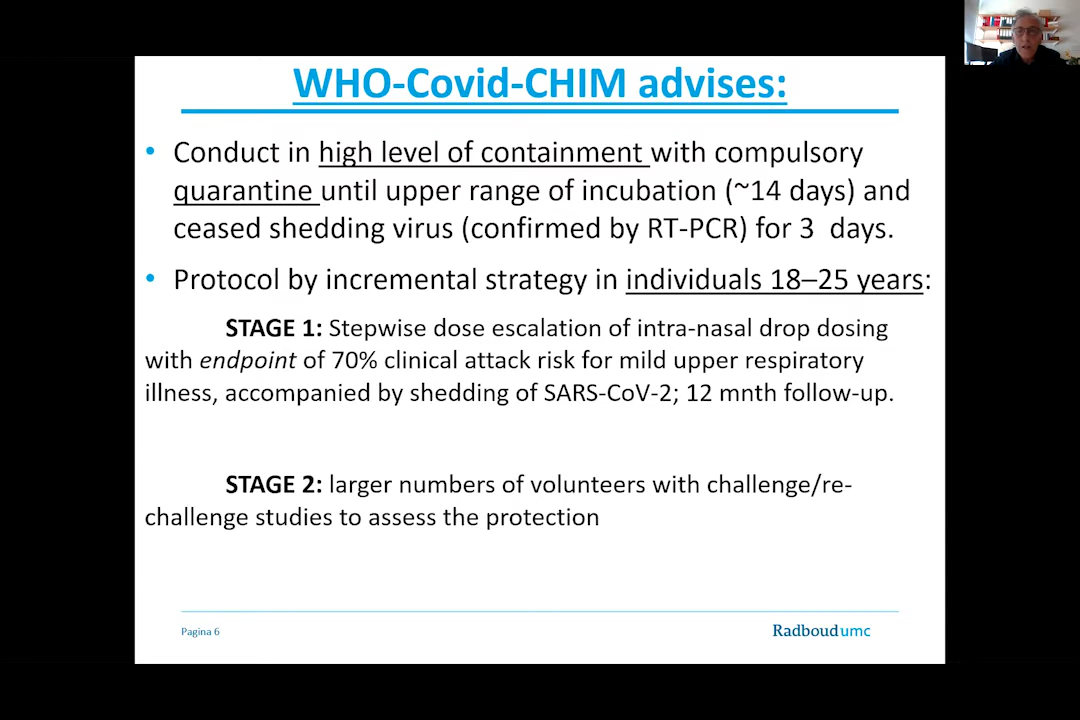 WHO-Covid-CHIM advises:
• Conduct in high level of containment with compulsory
quarantine until upper range of incubation (~14 days) and
ceased shedding virus (confirmed by RT-PCR) for 3  days.
• Protocol by incremental strategy in individuals 18–25 years:
STAGE 1: Stepwise dose escalation of intra-nasal drop dosing
with endpoint of 70% clinical attack risk for mild upper respiratory
illness, accompanied by shedding of SARS-CoV-2; 12 mnth follow-up.
STAGE 2: larger numbers of volunteers with challenge/re-
challenge studies to assess the protection
Pagina 6
Radboudumc